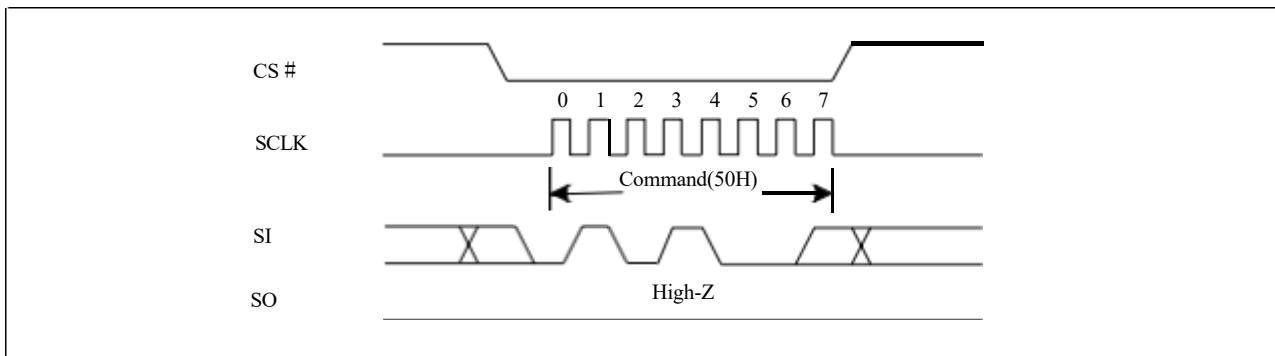 CS #
0 1 2 3 4 5 6 7
SCLK
Command(50H)
SI
High-Z
SO